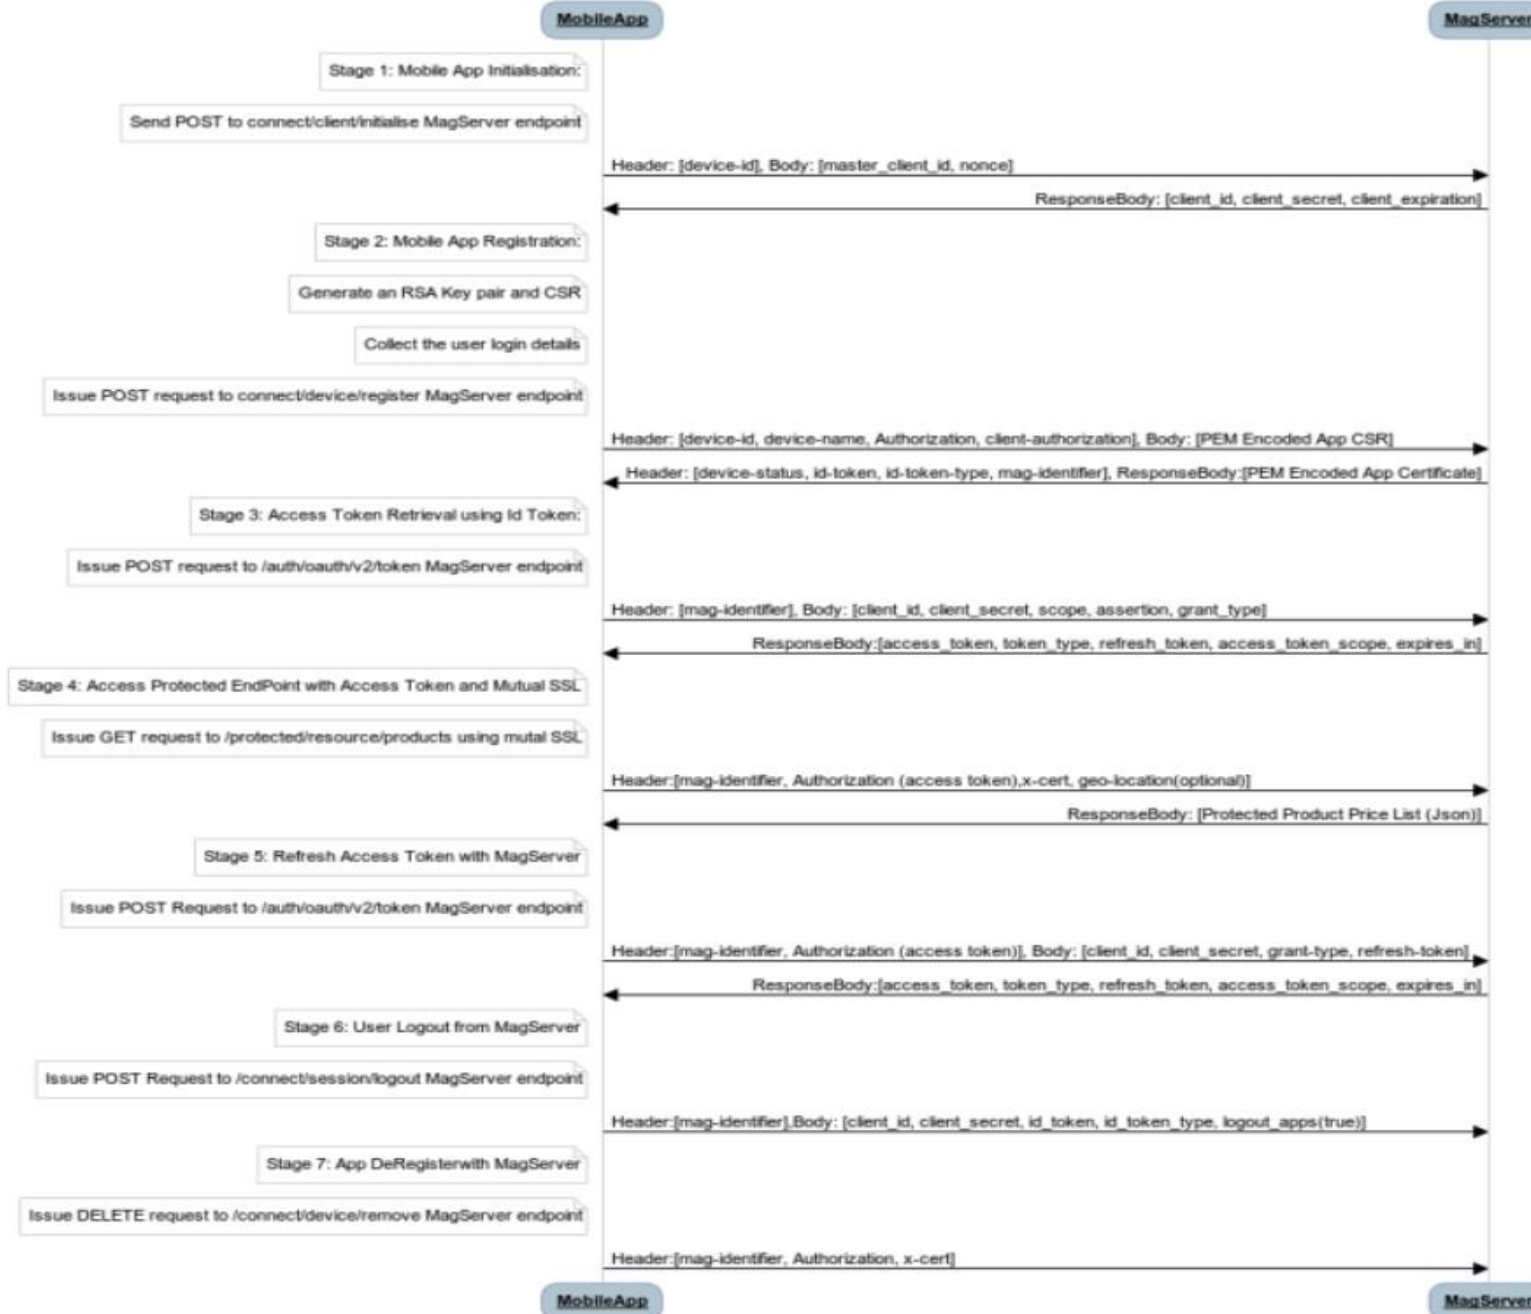 MobileApp
MagServer
Stage 1: Mobile App Initialisation:
Send POST to connect/client/initialise MagServer endpoint
Header: [device-id], Body: [master_client_id, nonce]
ResponseBody: [client_id, client_secret, client_expiration]
Stage 2: Mobile App Registration:
Generate an RSA Key pair and CSR
Collect the user login details
Issue POST request to connect/device/register MagServer endpoint
Header: [device-id, device-name, Authorization, client-authorization], Body: [PEM Encoded App CSR]
Header: [device-status, id-token, id-token-type, mag-identifier], ResponseBody:[PEM Encoded App Certificate]
Stage 3: Access Token Retrieval using Id Token:
Issue POST request to /auth/oauth/v2/token MagServer endpoint
Header: [mag-identifier], Body: [client_id, client_secret, scope, assertion, grant_type]
ResponseBody:[access_token, token_type, refresh_token, access_token_scope, expires_in]
Stage 4: Access Protected EndPoint with Access Token and Mutual SSL
Issue GET request to /protected/resource/products using mutal SSL
Header:[mag-identifier, Authorization (access token),x-cert, geo-location(optional)]
ResponseBody: [Protected Product Price List (Json)]
Stage 5: Refresh Access Token with MagServer
Issue POST Request to /auth/oauth/v2/token MagServer endpoint
Header:[mag-identifier, Authorization (access token)], Body: [client_id, client_secret, grant-type, refresh-token]
ResponseBody:[access_token, token_type, refresh_token, access_token_scope, expires_in]
Stage 6: User Logout from MagServer
Issue POST Request to /connect/session/logout MagServer endpoint
Header:[mag-identifier],Body: [client_id, client_secret, id_token, id_token_type, logout_apps(true)]
Stage 7: App DeRegisterwith MagServer
Issue DELETE request to /connect/device/remove MagServer endpoint
Header:[mag-identifier, Authorization, x-cert]
MobileApp
MagServer